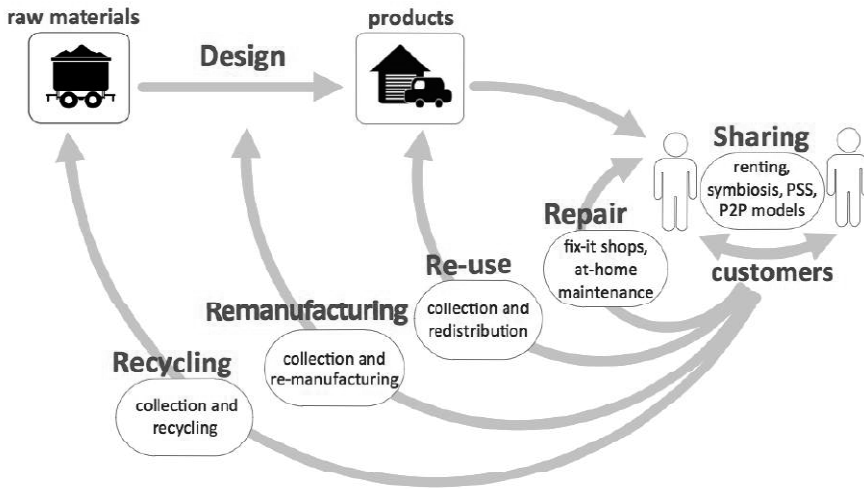 raw materials
Design
products
Sharing
renting,
symbiosis, PSS,
P2P models
customers
Repair
fix-it shops,
at-home
maintenance
Re-use
collection and
redistribution
Remanufacturing
collection and
re-manufacturing
Recycling
collection and
recycling